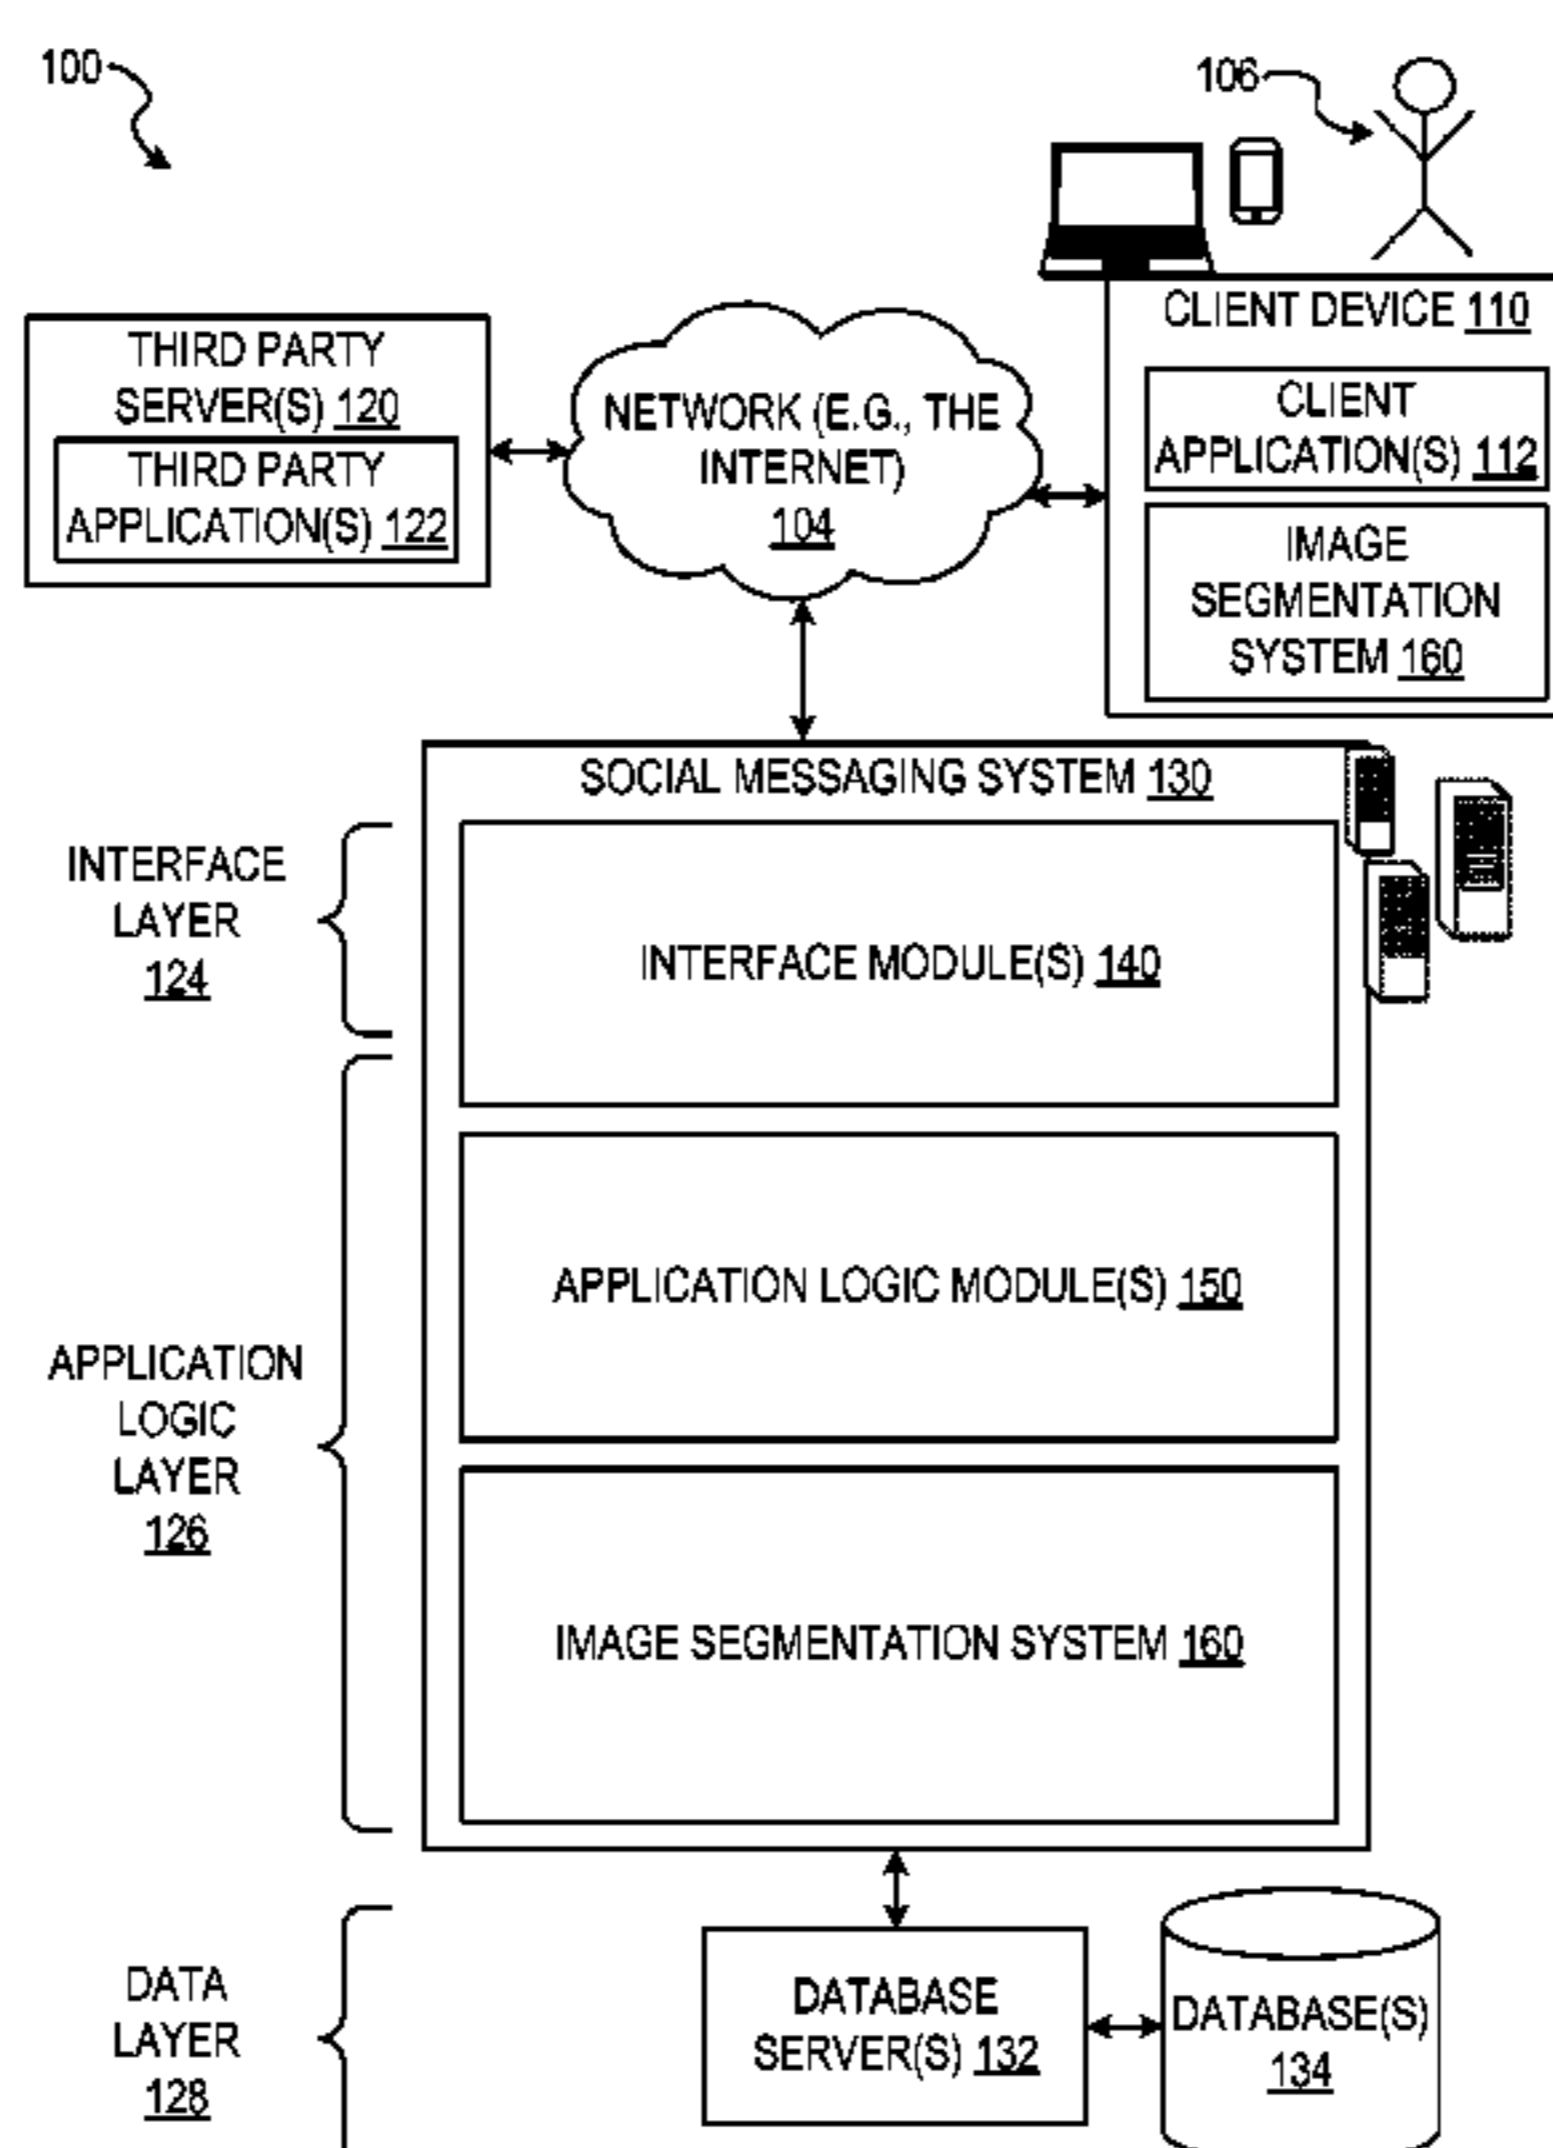 100
106
CLIENT DEVICE 110
CLIENT
APPLICATION(S) 112
IMAGE
SEGMENTATION
SYSTEM 160
THIRD PARTY
SERVER(S) 120
THIRD PARTY
APPLICATION(S) 122
NETWORK (E.G., THE
INTERNET)
104
SOCIAL MESSAGING SYSTEM 130
INTERFACE
LAYER
124
INTERFACE MODULE(S) 140
APPLICATION LOGIC MODULE(S) 150
APPLICATION
LOGIC
LAYER
126
IMAGE SEGMENTATION SYSTEM 160
DATA
LAYER
128
DATABASE
SERVER(S) 132
DATABASE(S)
134